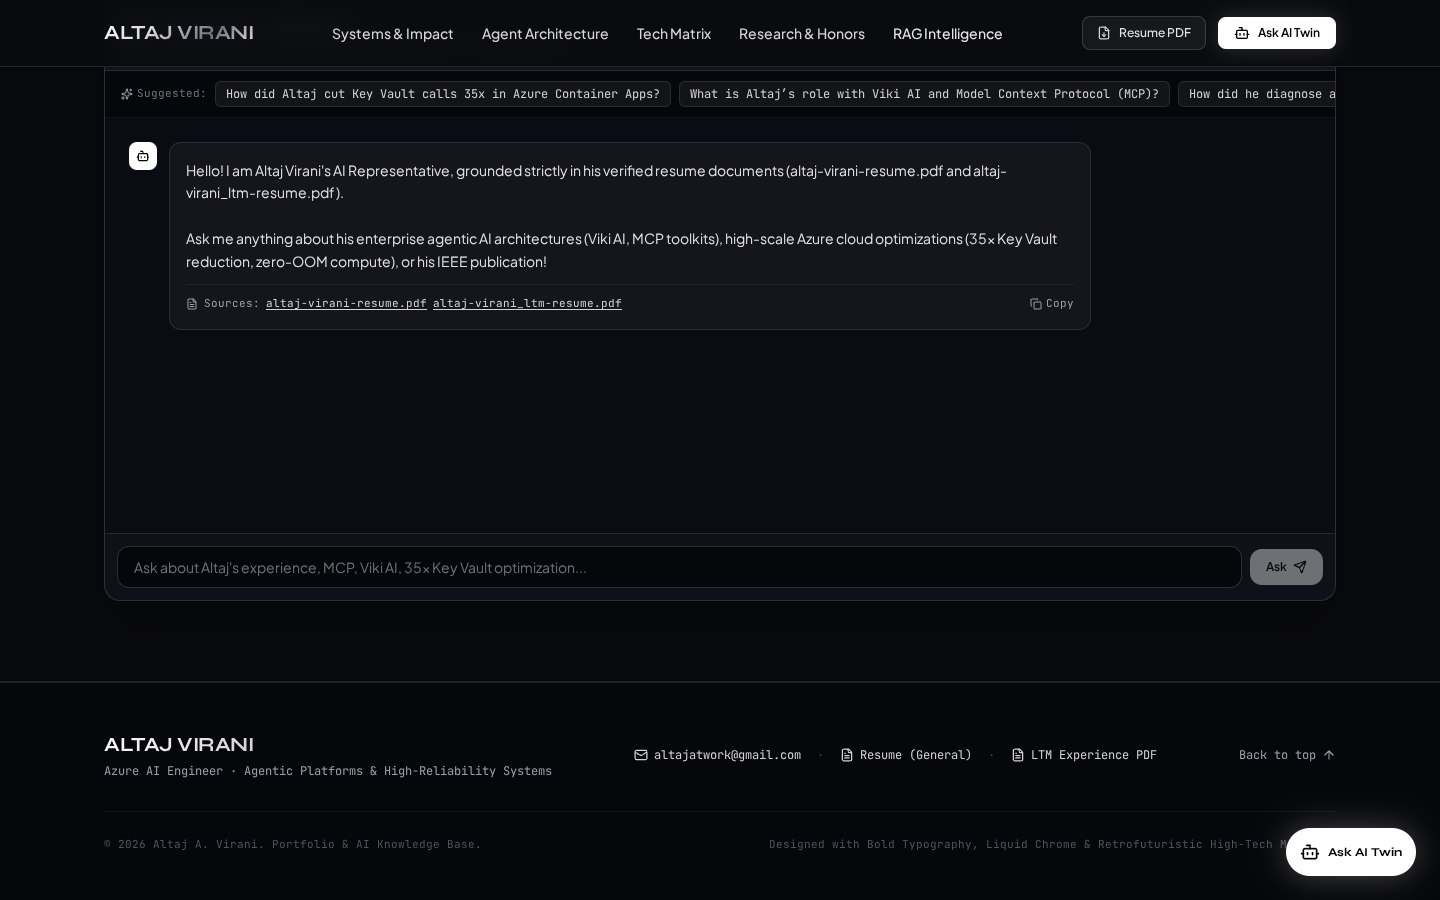 ALTAJ VIRANI Systems & Impact Agent Architecture Tech Matrix Research & Honors RAG Intelligence Resume PDF Ask AI Twin
Suggested: How did Altaj cut Key Vault calls 35x in Azure Container Apps? What is Altaj’s role with Viki AI and Model Context Protocol (MCP)? How did he diagnose
Hello! I am Altaj Virani's AI Representative, grounded strictly in his verified resume documents (altaj-virani-resume.pdf and altaj-
virani_ltm-resume.pdf).
Ask me anything about his enterprise agentic AI architectures (Viki AI, MCP toolkits), high-scale Azure cloud optimizations (35× Key Vault
reduction, zero-OOM compute), or his IEEE publication!
Sources: altaj-virani-resume.pdf altaj-virani_ltm-resume.pdf Copy
Ask about Altaj's experience, MCP, Viki AI, 35× Key Vault optimization... Ask
ALTAJ VIRANI
Azure AI Engineer · Agentic Platforms & High-Reliability Systems
altajatwork@gmail.com · Resume (General) · LTM Experience PDF
Back to top
© 2026 Altaj A. Virani. Portfolio & AI Knowledge Base.
Designed with Bold Typography, Liquid Chrome & Retrofuturistic High-Tech
Ask AI Twin